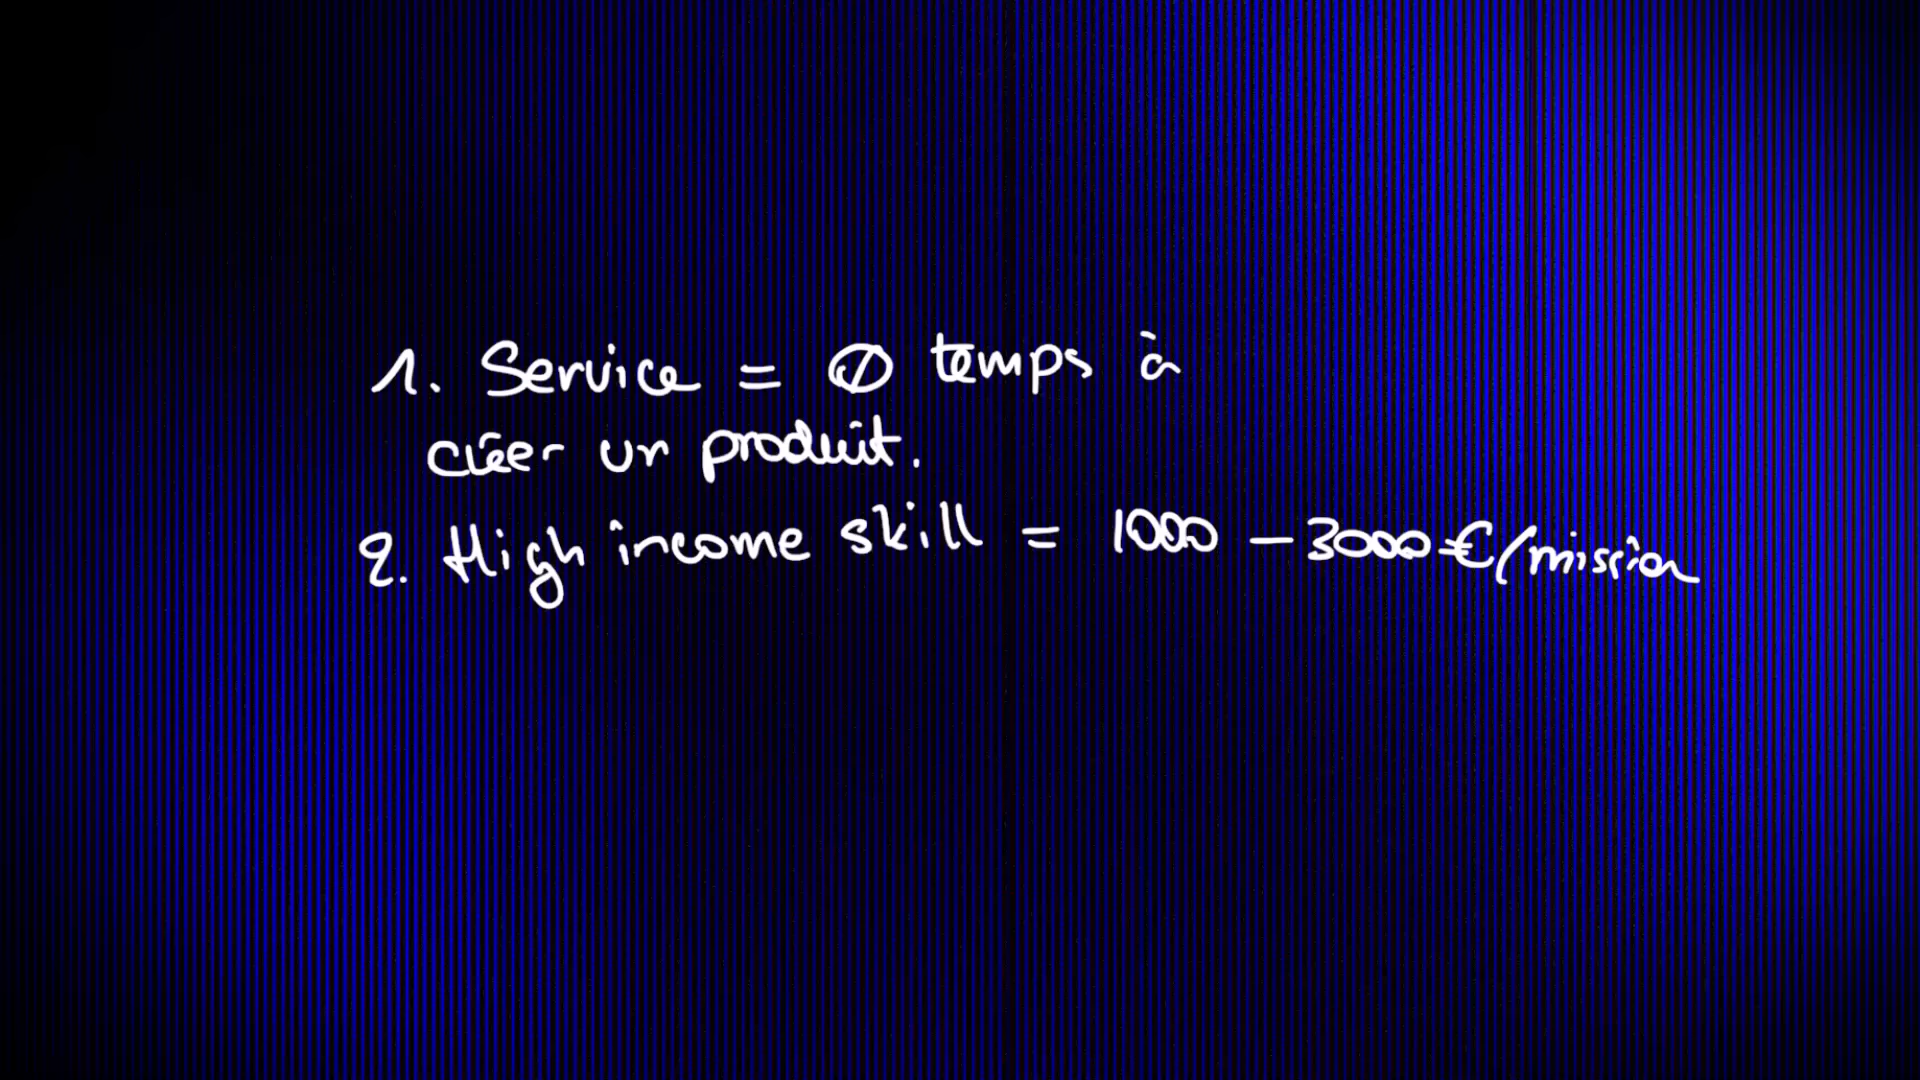 1. Service = Ø temps à
créer un produit.
2. High income skill = 1000 - 3000 €/mission